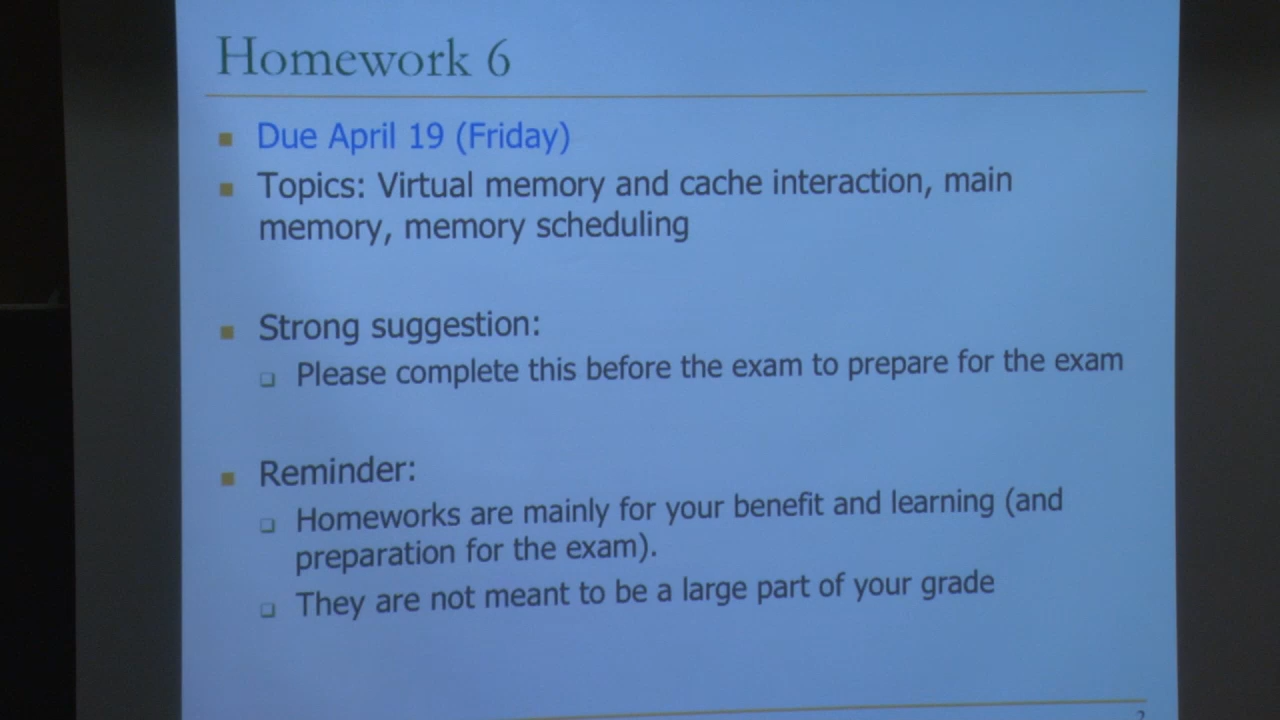 Homework 6
Due April 19 (Friday)
Topics: Virtual memory and cache interaction, main
memory, memory scheduling
Strong suggestion:
Please complete this before the exam to prepare for the exam
Reminder:
Homeworks are mainly for your benefit and learning (and
preparation for the exam).
They are not meant to be a large part of your grade
2